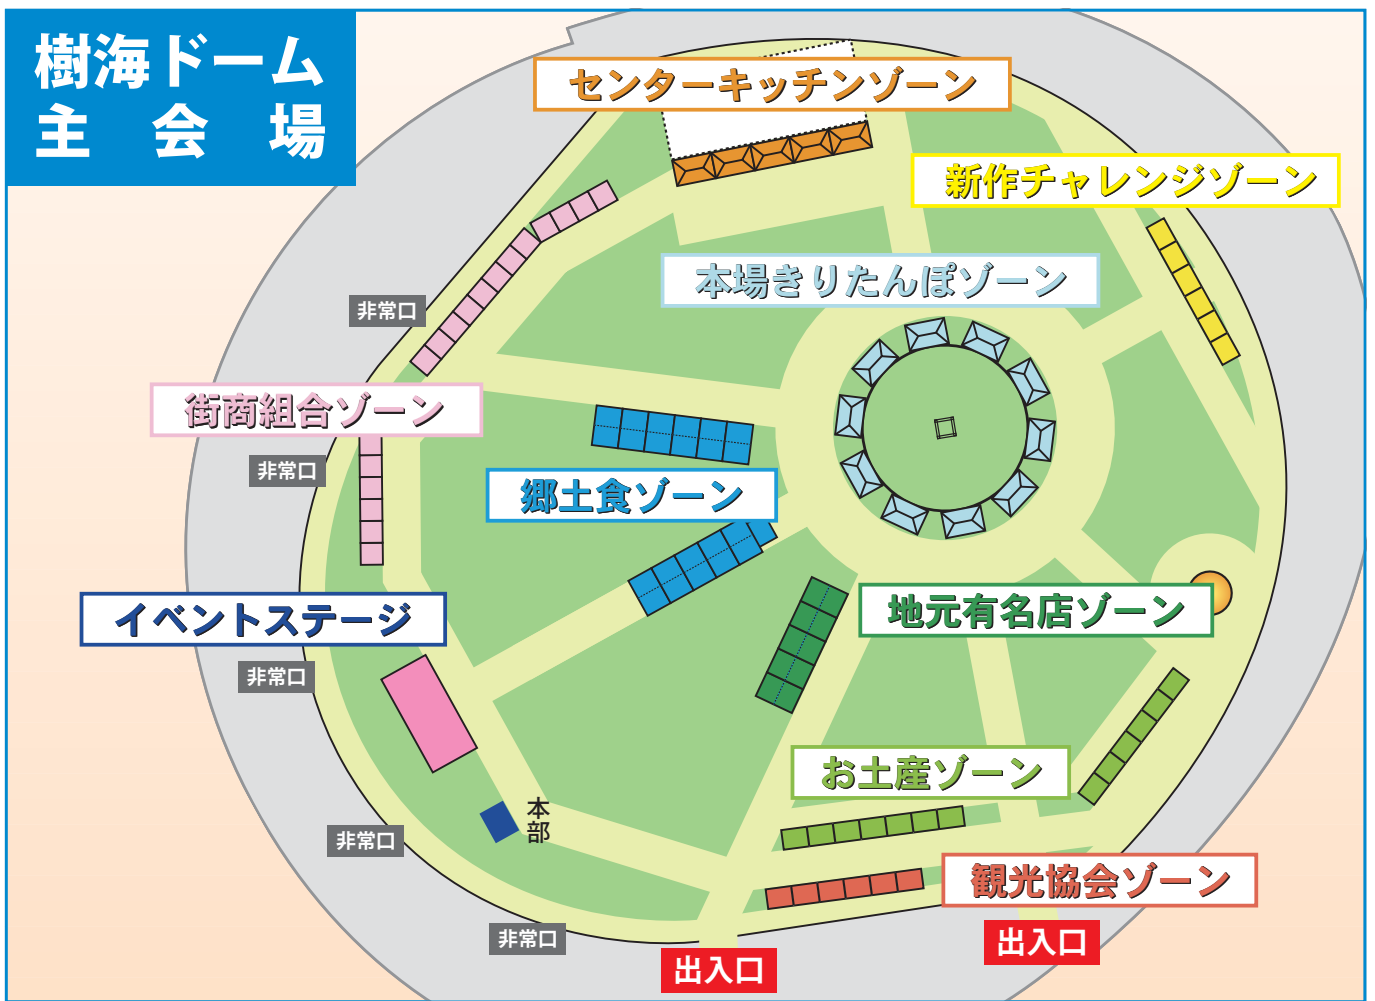 樹海ドーム
主会場
センターキッチンゾーン
新作チャレンジゾーン
本場きりたんぽゾーン
非常口
街商組合ゾーン
非常口
郷土食ゾーン
イベントステージ
地元有名店ゾーン
非常口
お土産ゾーン
本部
非常口
観光協会ゾーン
非常口
出入口
出入口